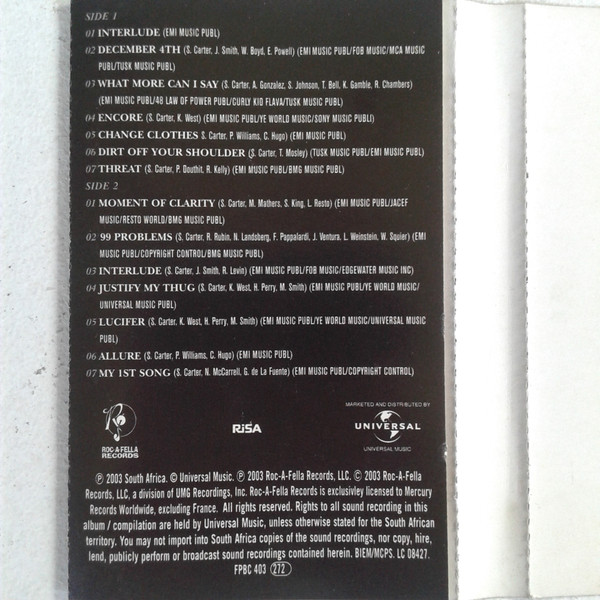 SIDE 1
01 INTERLUDE (EMI MUSIC PUBL)
02 DECEMBER 4TH (S. Carter, J. Smith, W. Boyd, E. Powell) (EMI MUSIC PUBL/FOB MUSIC/MCA MUSIC
PUBL/TUSK MUSIC PUBL)
03 WHAT MORE CAN I SAY (S. Carter, A. Gonzalez, S. Johnson, T. Bell, K. Gamble, R. Chambers)
(EMI MUSIC PUBL/48 LAW OF POWER PUBL/CURLY KID FLAVA/TUSK MUSIC PUBL)
04 ENCORE (S. Carter, K. West) (EMI MUSIC PUBL/YE WORLD MUSIC/SONY MUSIC PUBLI)
05 CHANGE CLOTHES S. Carter, P. Williams, C. Hugo) (EMI MUSIC PUBL)
06 DIRT OFF YOUR SHOULDER (S. Carter, T. Mosley) (TUSK MUSIC PUBL/EMI MUSIC PUBL)
07 THREAT (S. Carter, P. Douthit, R. Kelly) (EMI MUSIC PUBL/BMG MUSIC PUBL)
SIDE 2
01 MOMENT OF CLARITY (S. Carter, M. Mathers, S. King, L. Resto) (EMI MUSIC PUBL/JACEF
MUSIC/RESTO WORLD/BMG MUSIC PUBL)
02 99 PROBLEMS (S. Carter, R. Rubin, N. Landsberg, F. Pappalardi, J. Ventura, L. Weinstein, W. Squier) (EMI
MUSIC PUBL/COPYRIGHT CONTROL/BMG MUSIC PUBL)
03 INTERLUDE (S. Carter, J. Smith, R. Levin) (EMI MUSIC PUBL/FOB MUSIC/EDGEWATER MUSIC INC)
04 JUSTIFY MY THUG (S. Carter, K. West, H. Perry, M. Smith) (EMI MUSIC PUBL/YE WORLD MUSIC/
UNIVERSAL MUSIC PUBL)
05 LUCIFER (S. Carter, K. West, H. Perry, M. Smith) (EMI MUSIC PUBL/YE WORLD MUSIC/UNIVERSAL MUSIC
PUBL)
06 ALLURE (S. Carter, P. Williams, C. Hugo) (EMI MUSIC PUBL)
07 MY 1ST SONG (S. Carter, N. McCarrell, G. de La Fuente) (EMI MUSIC PUBL/COPYRIGHT CONTROL)
MARKETED AND DISTRIBUTED BY
R
ROC-A-FELLA
RECORDS
RiSA
UNIVERSAL
UNIVERSAL MUSIC
℗ 2003 South Africa. © Universal Music. ℗ 2003 Roc-A-Fella Records, LLC. © 2003 Roc-A-Fella
Records, LLC, a division of UMG Recordings, Inc. Roc-A-Fella Records is exclusivley licensed to Mercury
Records Worldwide, excluding France. All rights reserved. Rights to all sound recording in this
album / compilation are held by Universal Music, unless otherwise stated for the South African
territory. You may not import into South Africa copies of the sound recordings, nor copy, hire,
lend, publicly perform or broadcast sound recordings contained herein. BIEM/MCPS. LC 08427.
FPBC 403 272